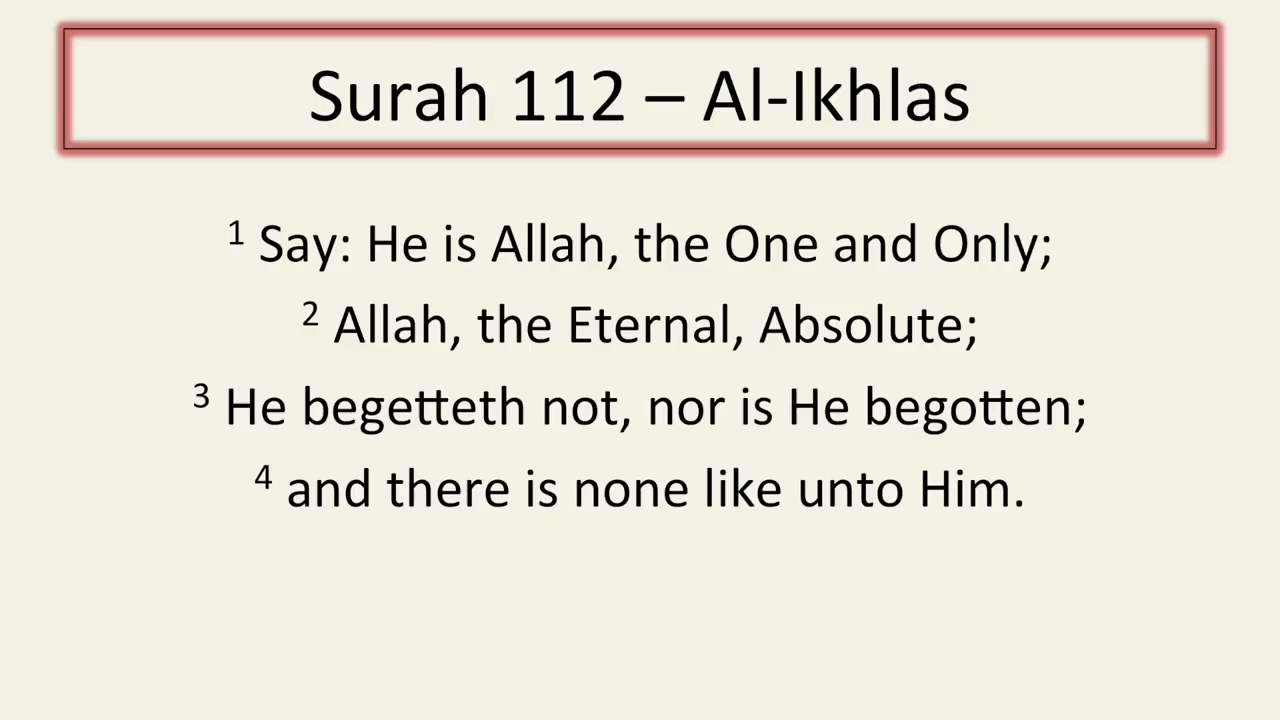 Surah 112 – Al-Ikhlas
1 Say: He is Allah, the One and Only;
2 Allah, the Eternal, Absolute;
3 He begetteth not, nor is He begotten;
4 and there is none like unto Him.